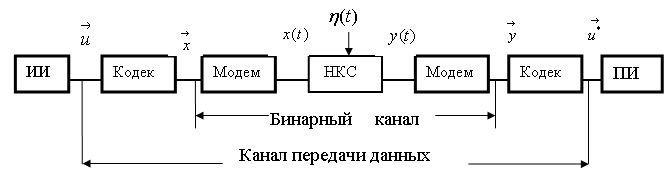 η(t)
u⃗ x⃗ x(t) y(t) y⃗ u⃗*
ИИ Кодек Модем НКС Модем Кодек ПИ
Бинарный канал
Канал передачи данных